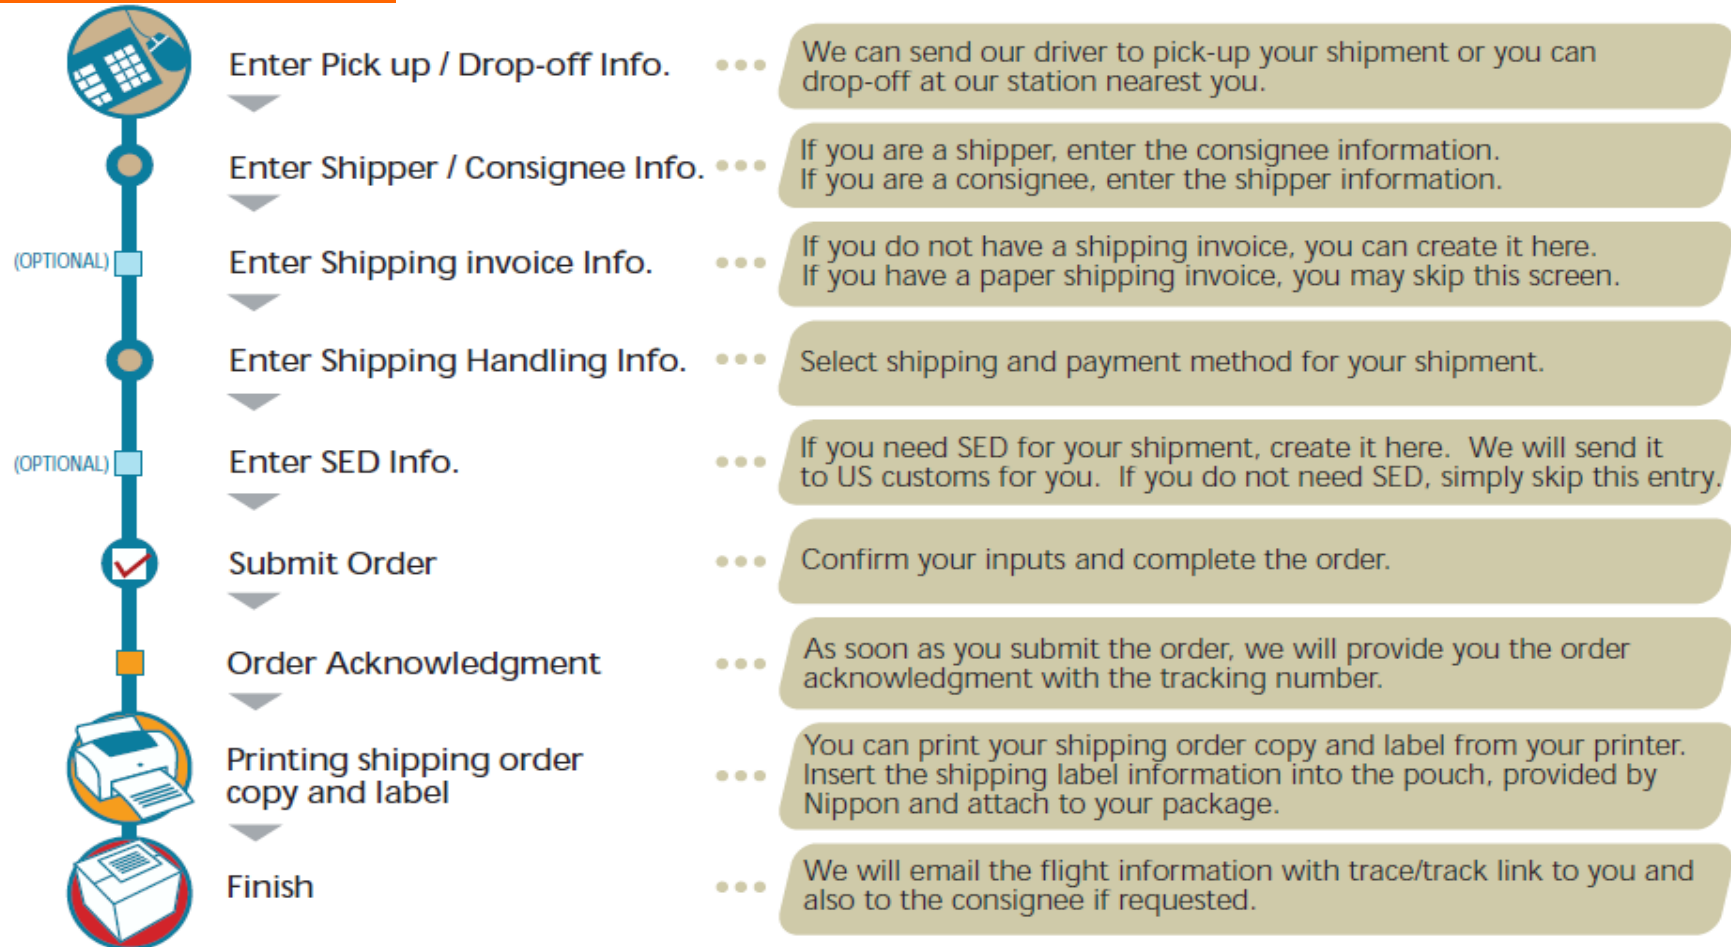 Enter Pick up / Drop-off Info.
We can send our driver to pick-up your shipment or you can
drop-off at our station nearest you.
Enter Shipper / Consignee Info.
If you are a shipper, enter the consignee information.
If you are a consignee, enter the shipper information.
(OPTIONAL)
Enter Shipping invoice Info.
If you do not have a shipping invoice, you can create it here.
If you have a paper shipping invoice, you may skip this screen.
Enter Shipping Handling Info.
Select shipping and payment method for your shipment.
(OPTIONAL)
Enter SED Info.
If you need SED for your shipment, create it here. We will send it
to US customs for you. If you do not need SED, simply skip this entry.
Submit Order
Confirm your inputs and complete the order.
Order Acknowledgment
As soon as you submit the order, we will provide you the order
acknowledgment with the tracking number.
Printing shipping order
copy and label
You can print your shipping order copy and label from your printer.
Insert the shipping label information into the pouch, provided by
Nippon and attach to your package.
Finish
We will email the flight information with trace/track link to you and
also to the consignee if requested.